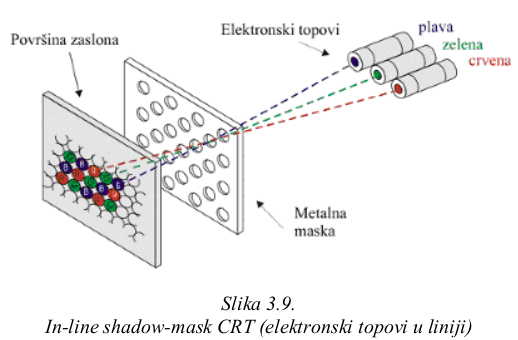 Površina zaslona
Elektronski topovi
plava
zelena
crvena
Metalna
maska
Slika 3.9.
In-line shadow-mask CRT (elektronski topovi u liniji)